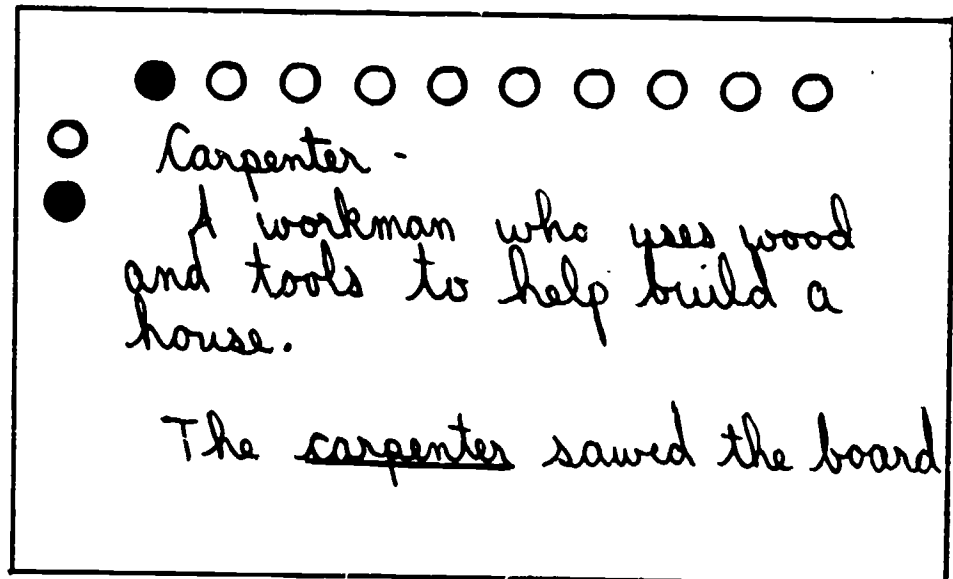 Carpenter -
A workman who uses wood
and tools to help build a
house.
The carpenter sawed the board